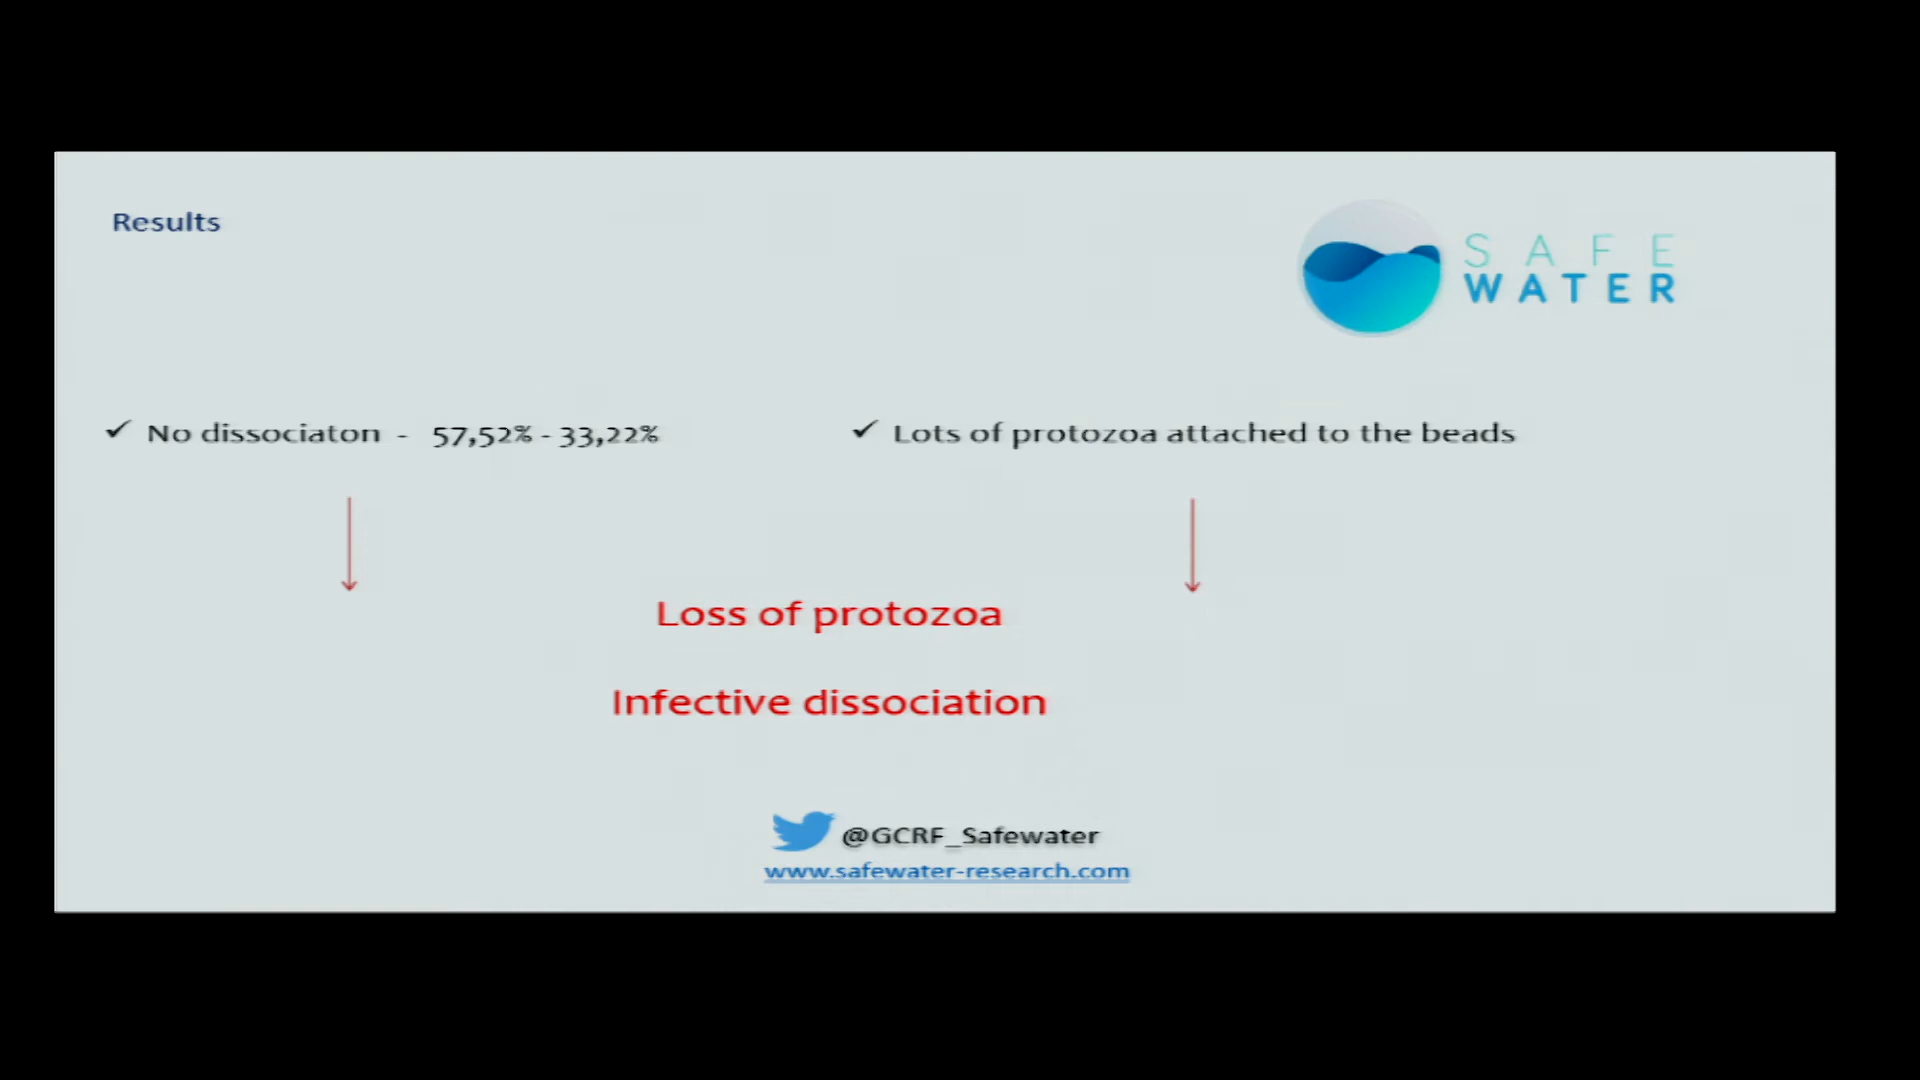 Results
SAFE
WATER
✓ No dissociaton - 57,52% - 33,22%
✓ Lots of protozoa attached to the beads
Loss of protozoa
Infective dissociation
@GCRF_Safewater
www.safewater-research.com